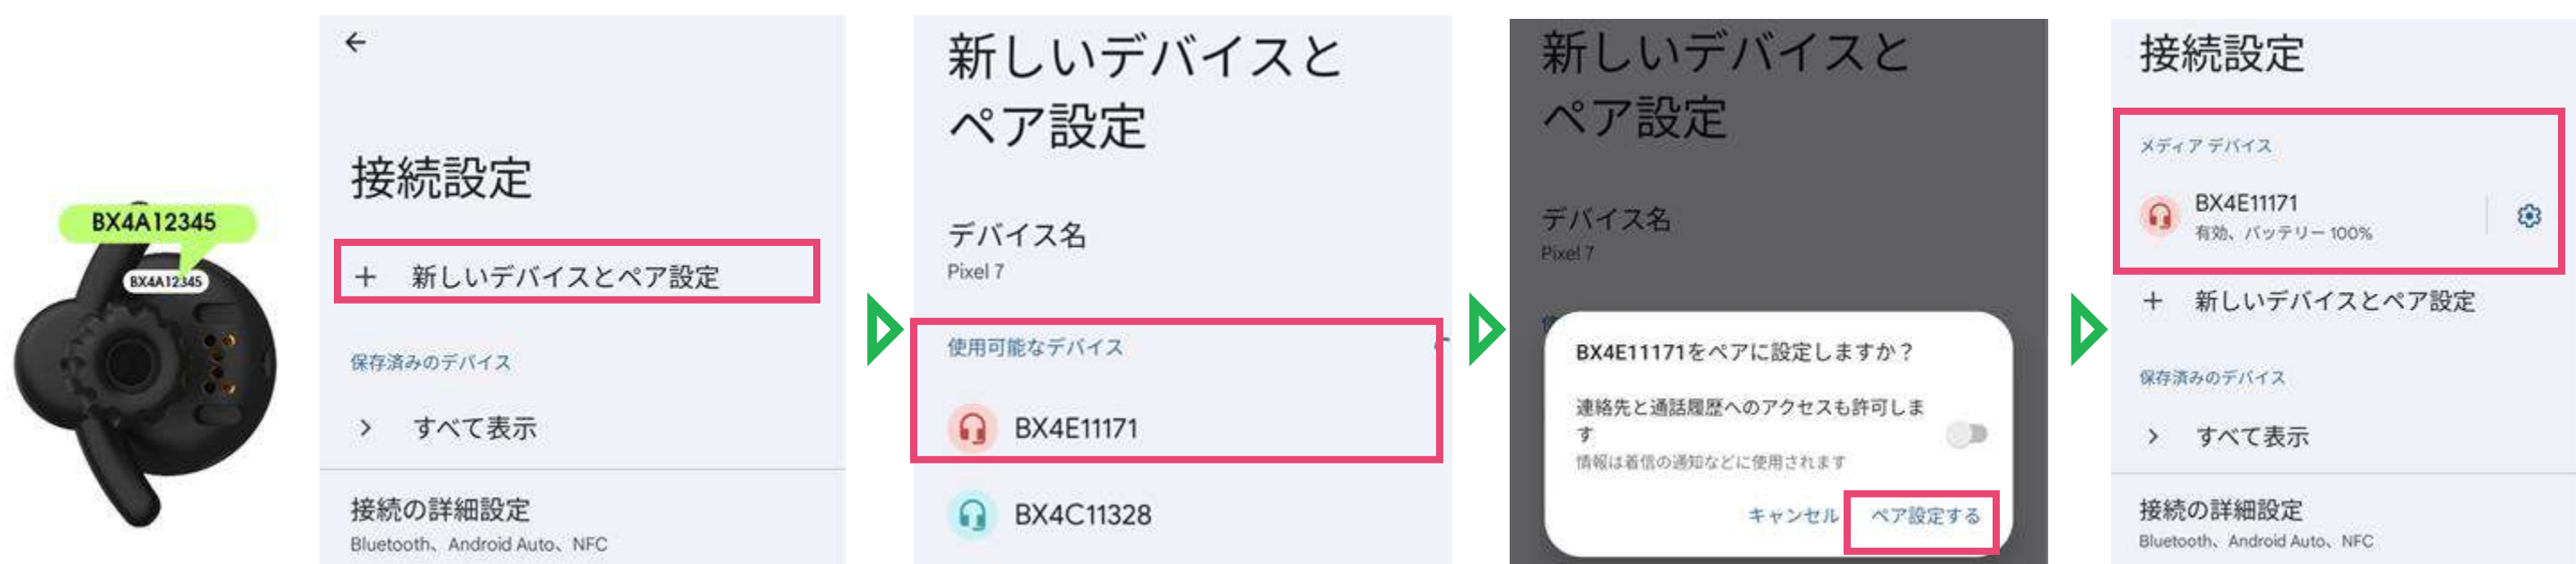 BX4A12345
BX4A12345
接続設定
新しいデバイスとペア設定
保存済みのデバイス
すべて表示
接続の詳細設定
Bluetooth、Android Auto、NFC
新しいデバイスと
ペア設定
デバイス名
Pixel 7
使用可能なデバイス
BX4E11171
BX4C11328
新しいデバイスと
ペア設定
デバイス名
Pixel 7
使
BX4E11171をペアに設定しますか？
連絡先と通話履歴へのアクセスも許可しま
す
情報は着信の通知などに使用されます
キャンセル
ペア設定する
接続設定
メディア デバイス
BX4E11171
有効、バッテリー 100%
新しいデバイスとペア設定
保存済みのデバイス
すべて表示
接続の詳細設定
Bluetooth、Android Auto、NFC